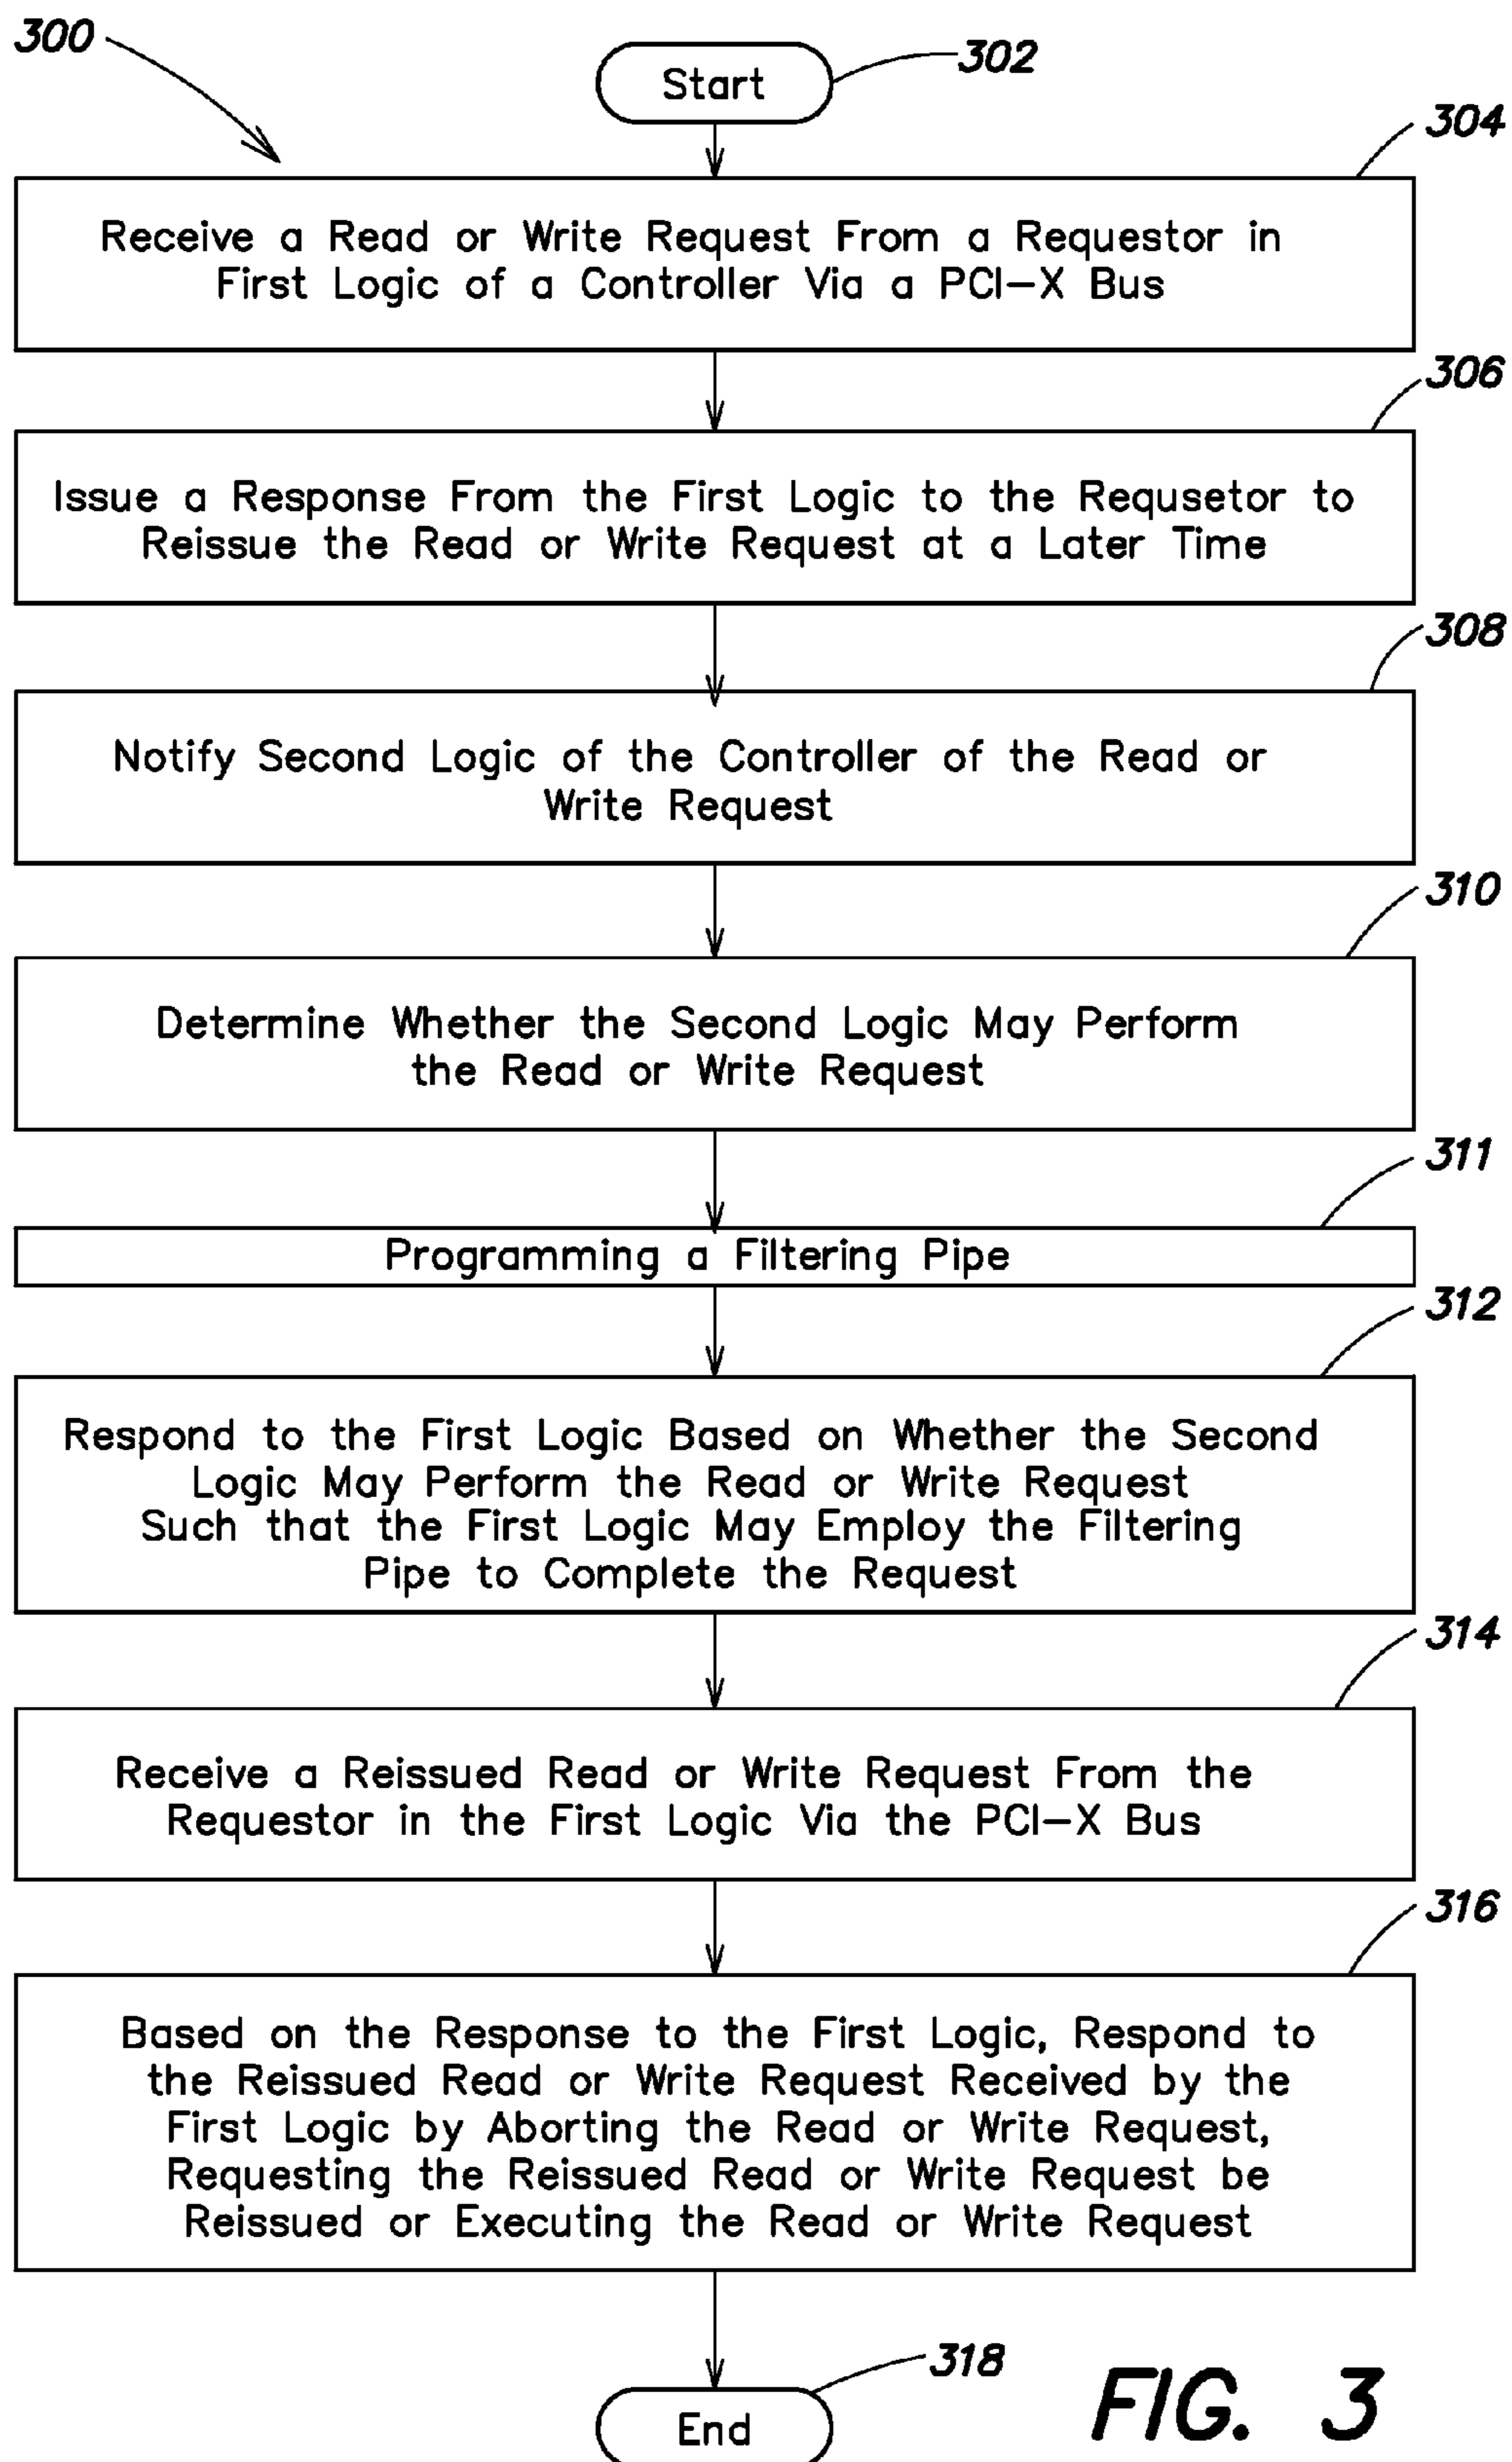 300
Start
302
304
Receive a Read or Write Request From a Requestor in
First Logic of a Controller Via a PCI-X Bus
306
Issue a Response From the First Logic to the Requsetor to
Reissue the Read or Write Request at a Later Time
308
Notify Second Logic of the Controller of the Read or
Write Request
310
Determine Whether the Second Logic May Perform
the Read or Write Request
311
Programming a Filtering Pipe
312
Respond to the First Logic Based on Whether the Second
Logic May Perform the Read or Write Request
Such that the First Logic May Employ the Filtering
Pipe to Complete the Request
314
Receive a Reissued Read or Write Request From the
Requestor in the First Logic Via the PCI-X Bus
316
Based on the Response to the First Logic, Respond to
the Reissued Read or Write Request Received by the
First Logic by Aborting the Read or Write Request,
Requesting the Reissued Read or Write Request be
Reissued or Executing the Read or Write Request
318
End
FIG. 3